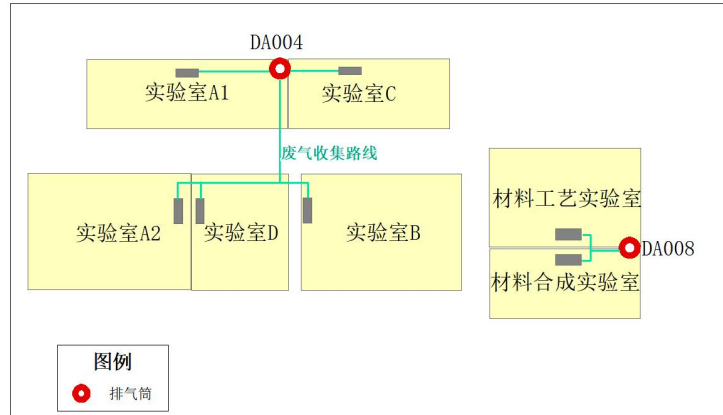 DA004
实验室A1
实验室C
废气收集路线
实验室A2
实验室D
实验室B
材料工艺实验室
DA008
材料合成实验室
图例
排气筒